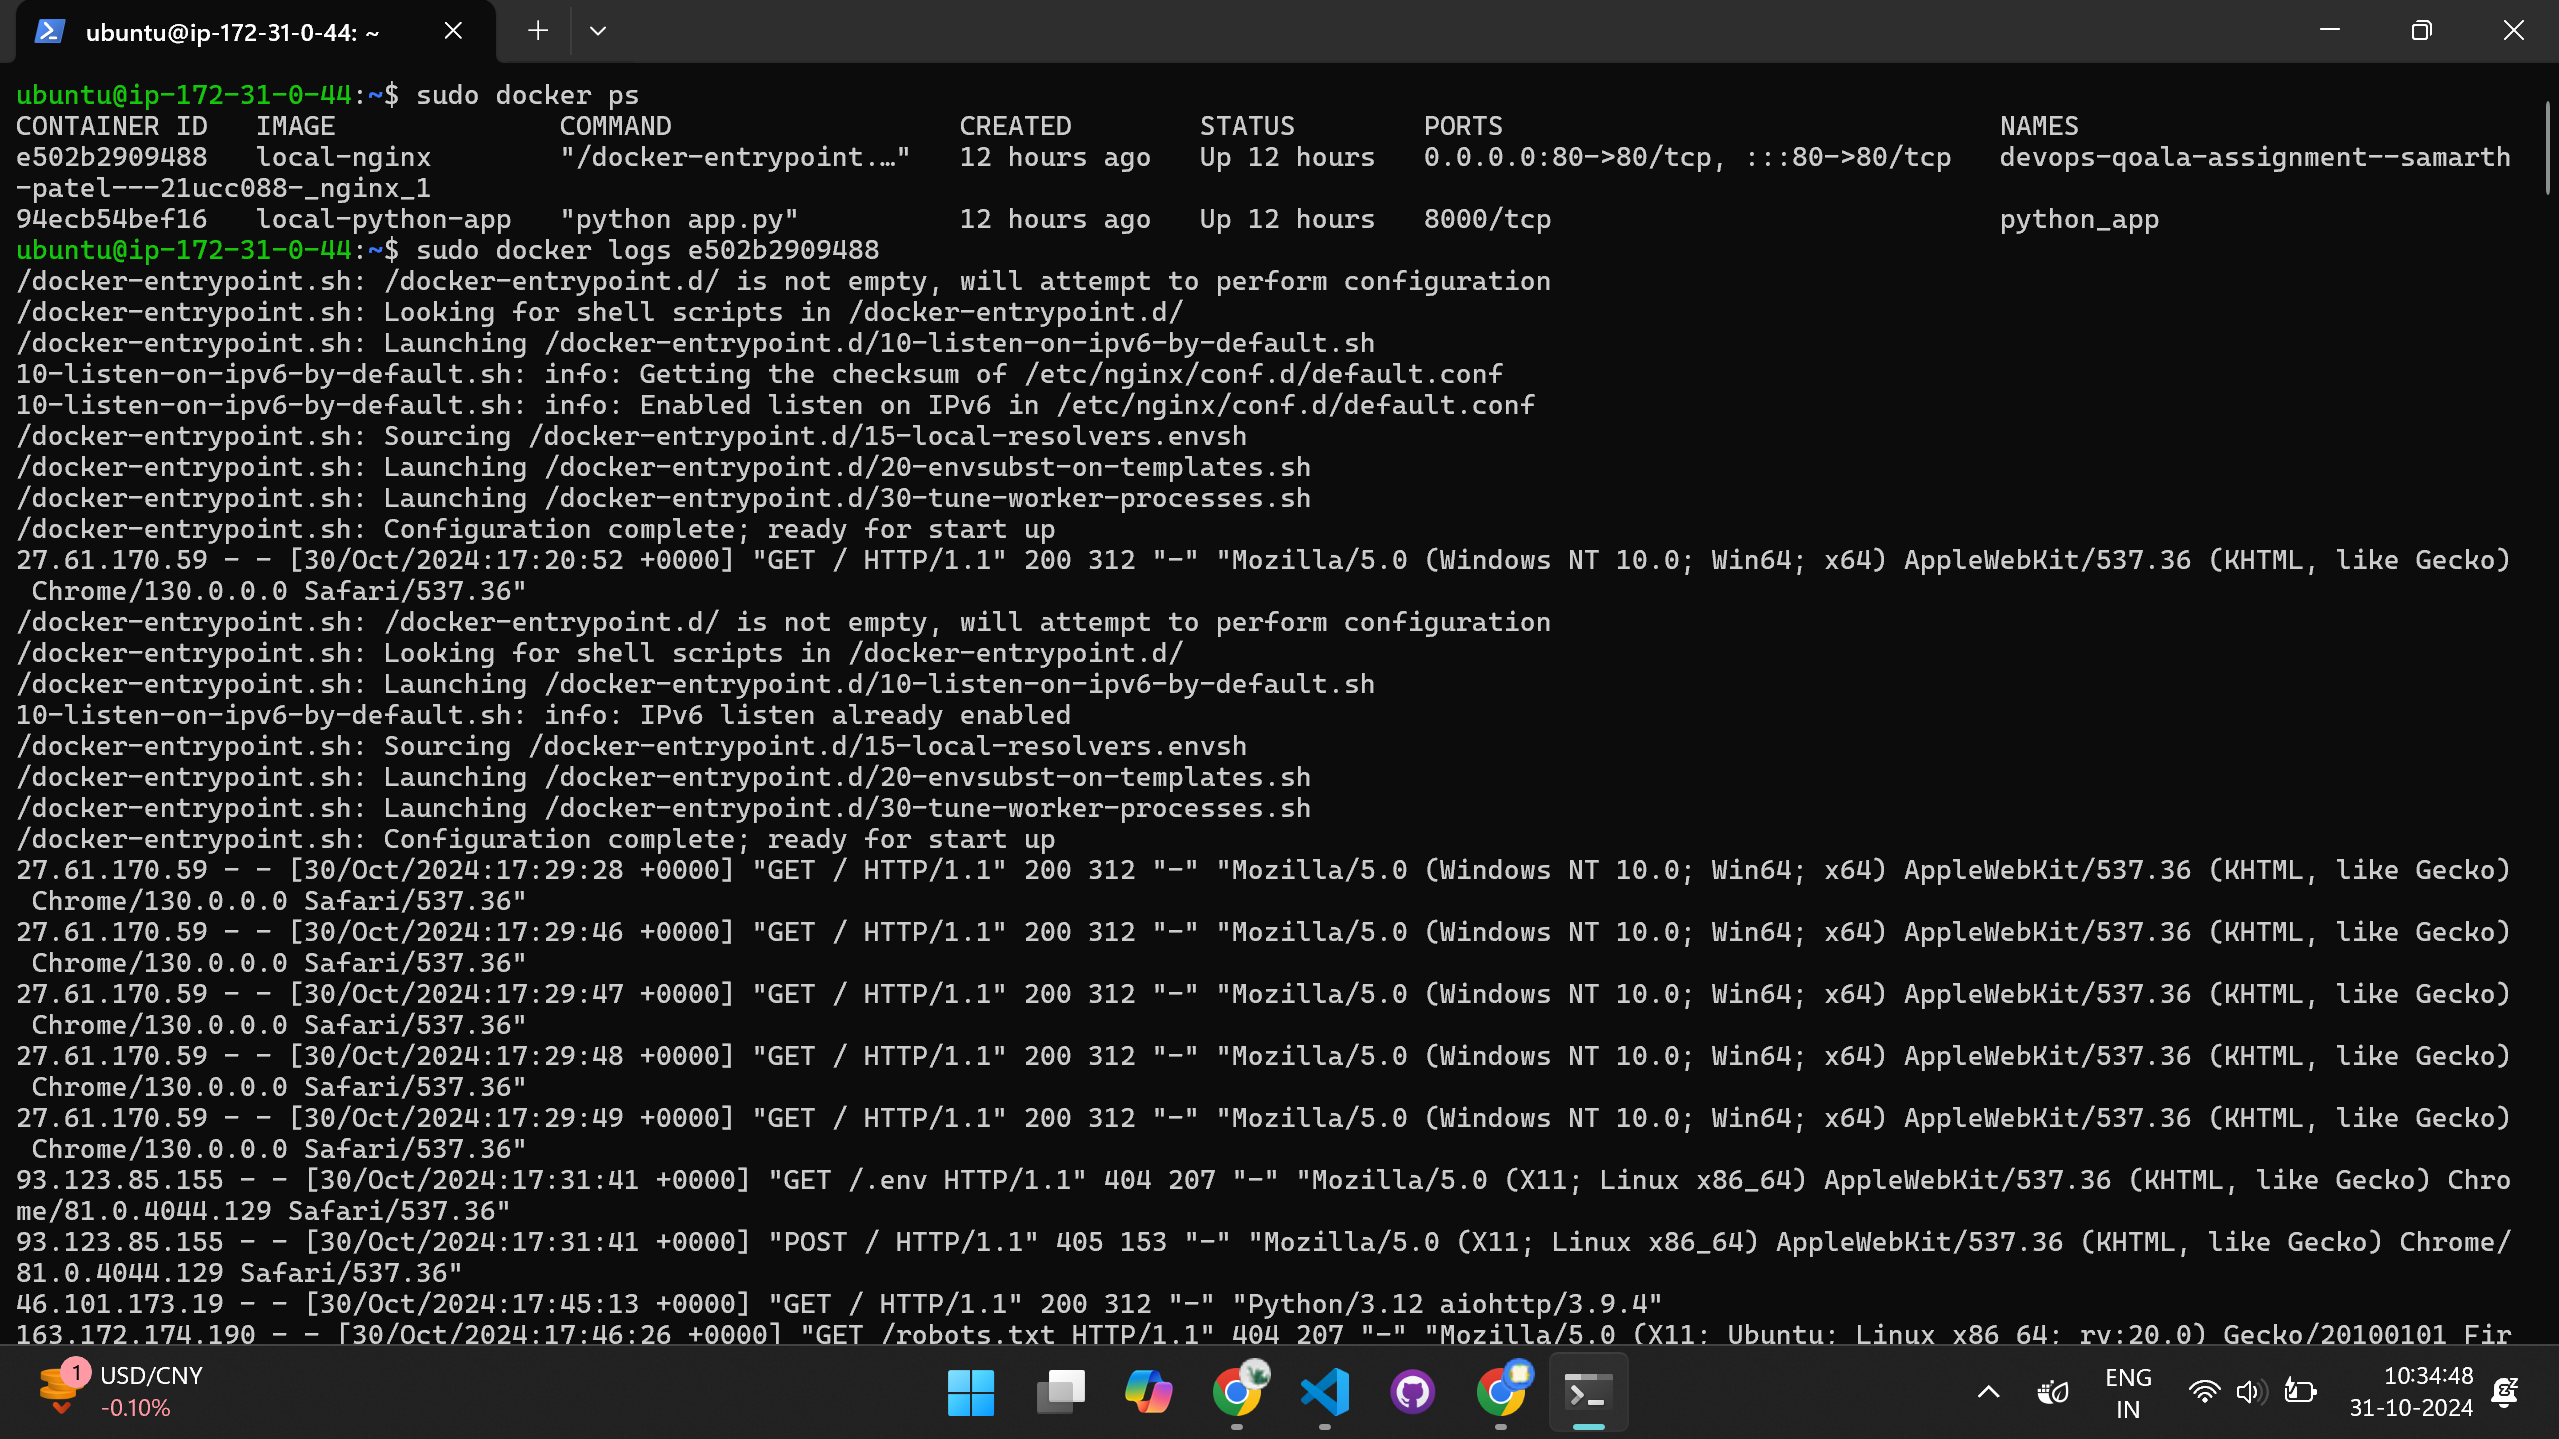 ubuntu@ip-172-31-0-44: ~
ubuntu@ip-172-31-0-44:~$ sudo docker ps
CONTAINER ID   IMAGE              COMMAND                  CREATED        STATUS        PORTS                               NAMES
e502b2909488   local-nginx        "/docker-entrypoint.…"   12 hours ago   Up 12 hours   0.0.0.0:80->80/tcp, :::80->80/tcp   devops-qoala-assignment--samarth
-patel---21ucc088-_nginx_1
94ecb54bef16   local-python-app   "python app.py"          12 hours ago   Up 12 hours   8000/tcp                            python_app
ubuntu@ip-172-31-0-44:~$ sudo docker logs e502b2909488
/docker-entrypoint.sh: /docker-entrypoint.d/ is not empty, will attempt to perform configuration
/docker-entrypoint.sh: Looking for shell scripts in /docker-entrypoint.d/
/docker-entrypoint.sh: Launching /docker-entrypoint.d/10-listen-on-ipv6-by-default.sh
10-listen-on-ipv6-by-default.sh: info: Getting the checksum of /etc/nginx/conf.d/default.conf
10-listen-on-ipv6-by-default.sh: info: Enabled listen on IPv6 in /etc/nginx/conf.d/default.conf
/docker-entrypoint.sh: Sourcing /docker-entrypoint.d/15-local-resolvers.envsh
/docker-entrypoint.sh: Launching /docker-entrypoint.d/20-envsubst-on-templates.sh
/docker-entrypoint.sh: Launching /docker-entrypoint.d/30-tune-worker-processes.sh
/docker-entrypoint.sh: Configuration complete; ready for start up
27.61.170.59 - - [30/Oct/2024:17:20:52 +0000] "GET / HTTP/1.1" 200 312 "-" "Mozilla/5.0 (Windows NT 10.0; Win64; x64) AppleWebKit/537.36 (KHTML, like Gecko)
 Chrome/130.0.0.0 Safari/537.36"
/docker-entrypoint.sh: /docker-entrypoint.d/ is not empty, will attempt to perform configuration
/docker-entrypoint.sh: Looking for shell scripts in /docker-entrypoint.d/
/docker-entrypoint.sh: Launching /docker-entrypoint.d/10-listen-on-ipv6-by-default.sh
10-listen-on-ipv6-by-default.sh: info: IPv6 listen already enabled
/docker-entrypoint.sh: Sourcing /docker-entrypoint.d/15-local-resolvers.envsh
/docker-entrypoint.sh: Launching /docker-entrypoint.d/20-envsubst-on-templates.sh
/docker-entrypoint.sh: Launching /docker-entrypoint.d/30-tune-worker-processes.sh
/docker-entrypoint.sh: Configuration complete; ready for start up
27.61.170.59 - - [30/Oct/2024:17:29:28 +0000] "GET / HTTP/1.1" 200 312 "-" "Mozilla/5.0 (Windows NT 10.0; Win64; x64) AppleWebKit/537.36 (KHTML, like Gecko)
 Chrome/130.0.0.0 Safari/537.36"
27.61.170.59 - - [30/Oct/2024:17:29:46 +0000] "GET / HTTP/1.1" 200 312 "-" "Mozilla/5.0 (Windows NT 10.0; Win64; x64) AppleWebKit/537.36 (KHTML, like Gecko)
 Chrome/130.0.0.0 Safari/537.36"
27.61.170.59 - - [30/Oct/2024:17:29:47 +0000] "GET / HTTP/1.1" 200 312 "-" "Mozilla/5.0 (Windows NT 10.0; Win64; x64) AppleWebKit/537.36 (KHTML, like Gecko)
 Chrome/130.0.0.0 Safari/537.36"
27.61.170.59 - - [30/Oct/2024:17:29:48 +0000] "GET / HTTP/1.1" 200 312 "-" "Mozilla/5.0 (Windows NT 10.0; Win64; x64) AppleWebKit/537.36 (KHTML, like Gecko)
 Chrome/130.0.0.0 Safari/537.36"
27.61.170.59 - - [30/Oct/2024:17:29:49 +0000] "GET / HTTP/1.1" 200 312 "-" "Mozilla/5.0 (Windows NT 10.0; Win64; x64) AppleWebKit/537.36 (KHTML, like Gecko)
 Chrome/130.0.0.0 Safari/537.36"
93.123.85.155 - - [30/Oct/2024:17:31:41 +0000] "GET /.env HTTP/1.1" 404 207 "-" "Mozilla/5.0 (X11; Linux x86_64) AppleWebKit/537.36 (KHTML, like Gecko) Chro
me/81.0.4044.129 Safari/537.36"
93.123.85.155 - - [30/Oct/2024:17:31:41 +0000] "POST / HTTP/1.1" 405 153 "-" "Mozilla/5.0 (X11; Linux x86_64) AppleWebKit/537.36 (KHTML, like Gecko) Chrome/
81.0.4044.129 Safari/537.36"
46.101.173.19 - - [30/Oct/2024:17:45:13 +0000] "GET / HTTP/1.1" 200 312 "-" "Python/3.12 aiohttp/3.9.4"
163.172.174.190 - - [30/Oct/2024:17:46:26 +0000] "GET /robots.txt HTTP/1.1" 404 207 "-" "Mozilla/5.0 (X11; Ubuntu; Linux x86_64; rv:20.0) Gecko/20100101 Fir
1
USD/CNY
-0.10%
ENG
IN
10:34:48
31-10-2024